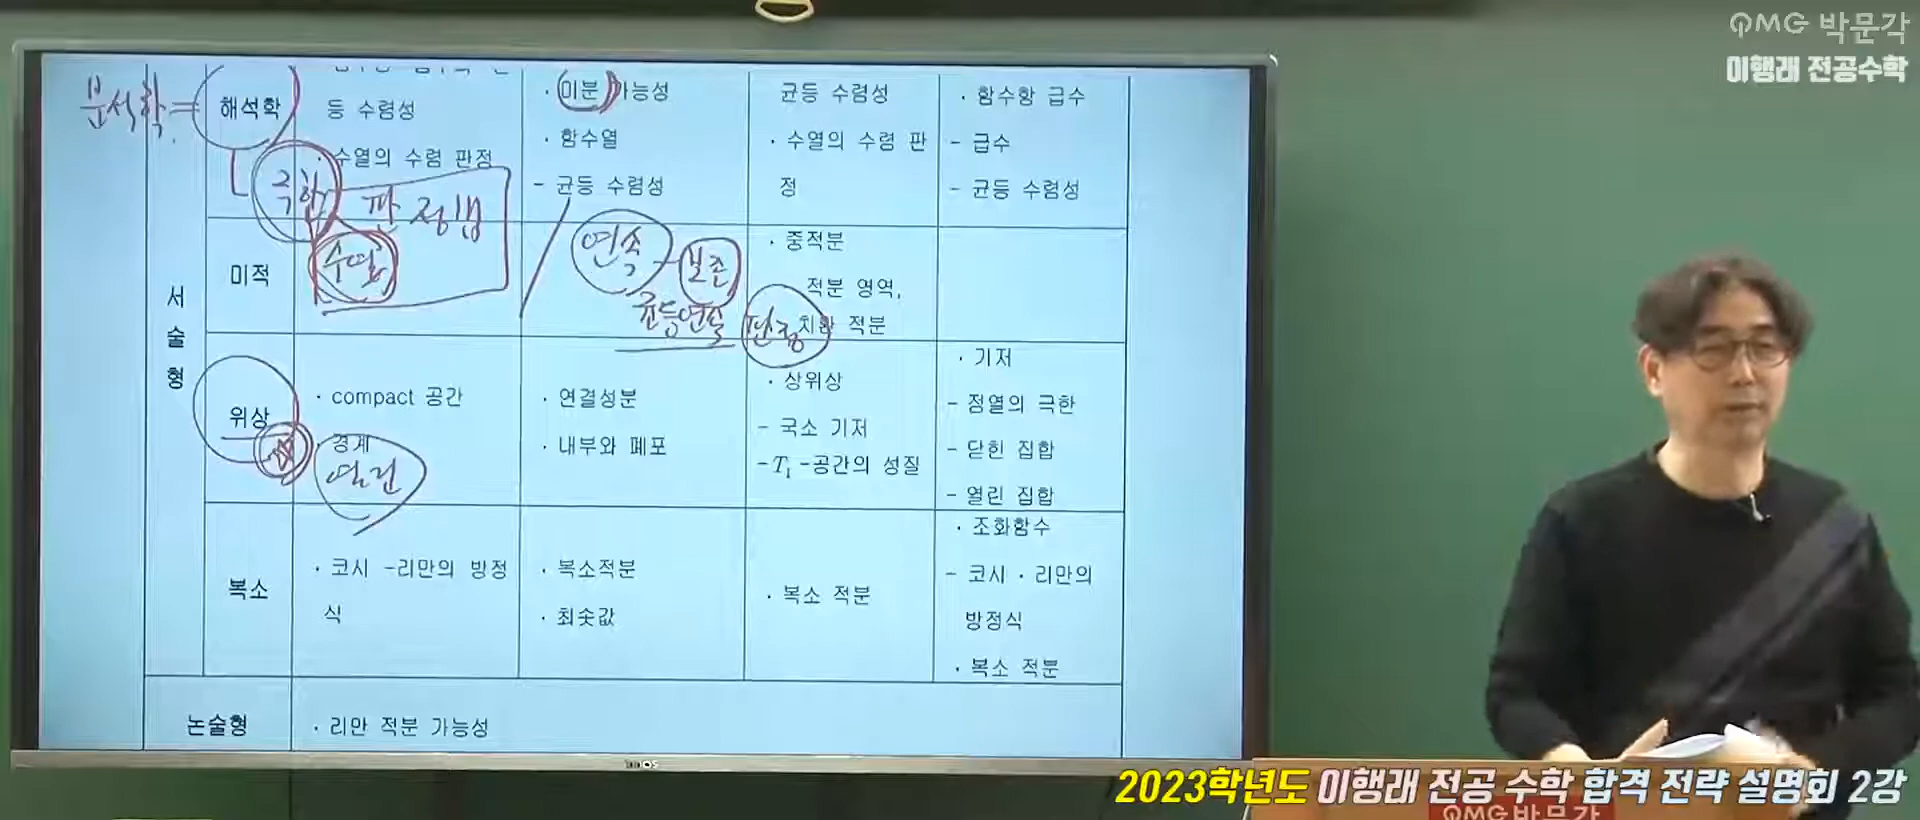 박문각
이행래 전공수학
분석학 =
해석학
등 수렴성
· 수열의 수렴 판정
· 미분 가능성
· 함수열
- 균등 수렴성
균등 수렴성
· 수열의 수렴 판
정
· 함수항 급수
- 급수
- 균등 수렴성
극한
판정법
수열
연속 - 보존
균등연속
판정
서
술
형
미적
· 중적분
적분 영역,
치환 적분
위상
· compact 공간
· 경계
열린
· 연결성분
· 내부와 폐포
· 상위상
- 국소 기저
- T₁ -공간의 성질
· 기저
- 점열의 극한
- 닫힌 집합
- 열린 집합
복소
· 코시 -리만의 방정
식
· 복소적분
· 최솟값
· 복소 적분
· 조화함수
- 코시 · 리만의
방정식
· 복소 적분
논술형
· 리만 적분 가능성
2023학년도 이행래 전공 수학 합격 전략 설명회 2강
박문각